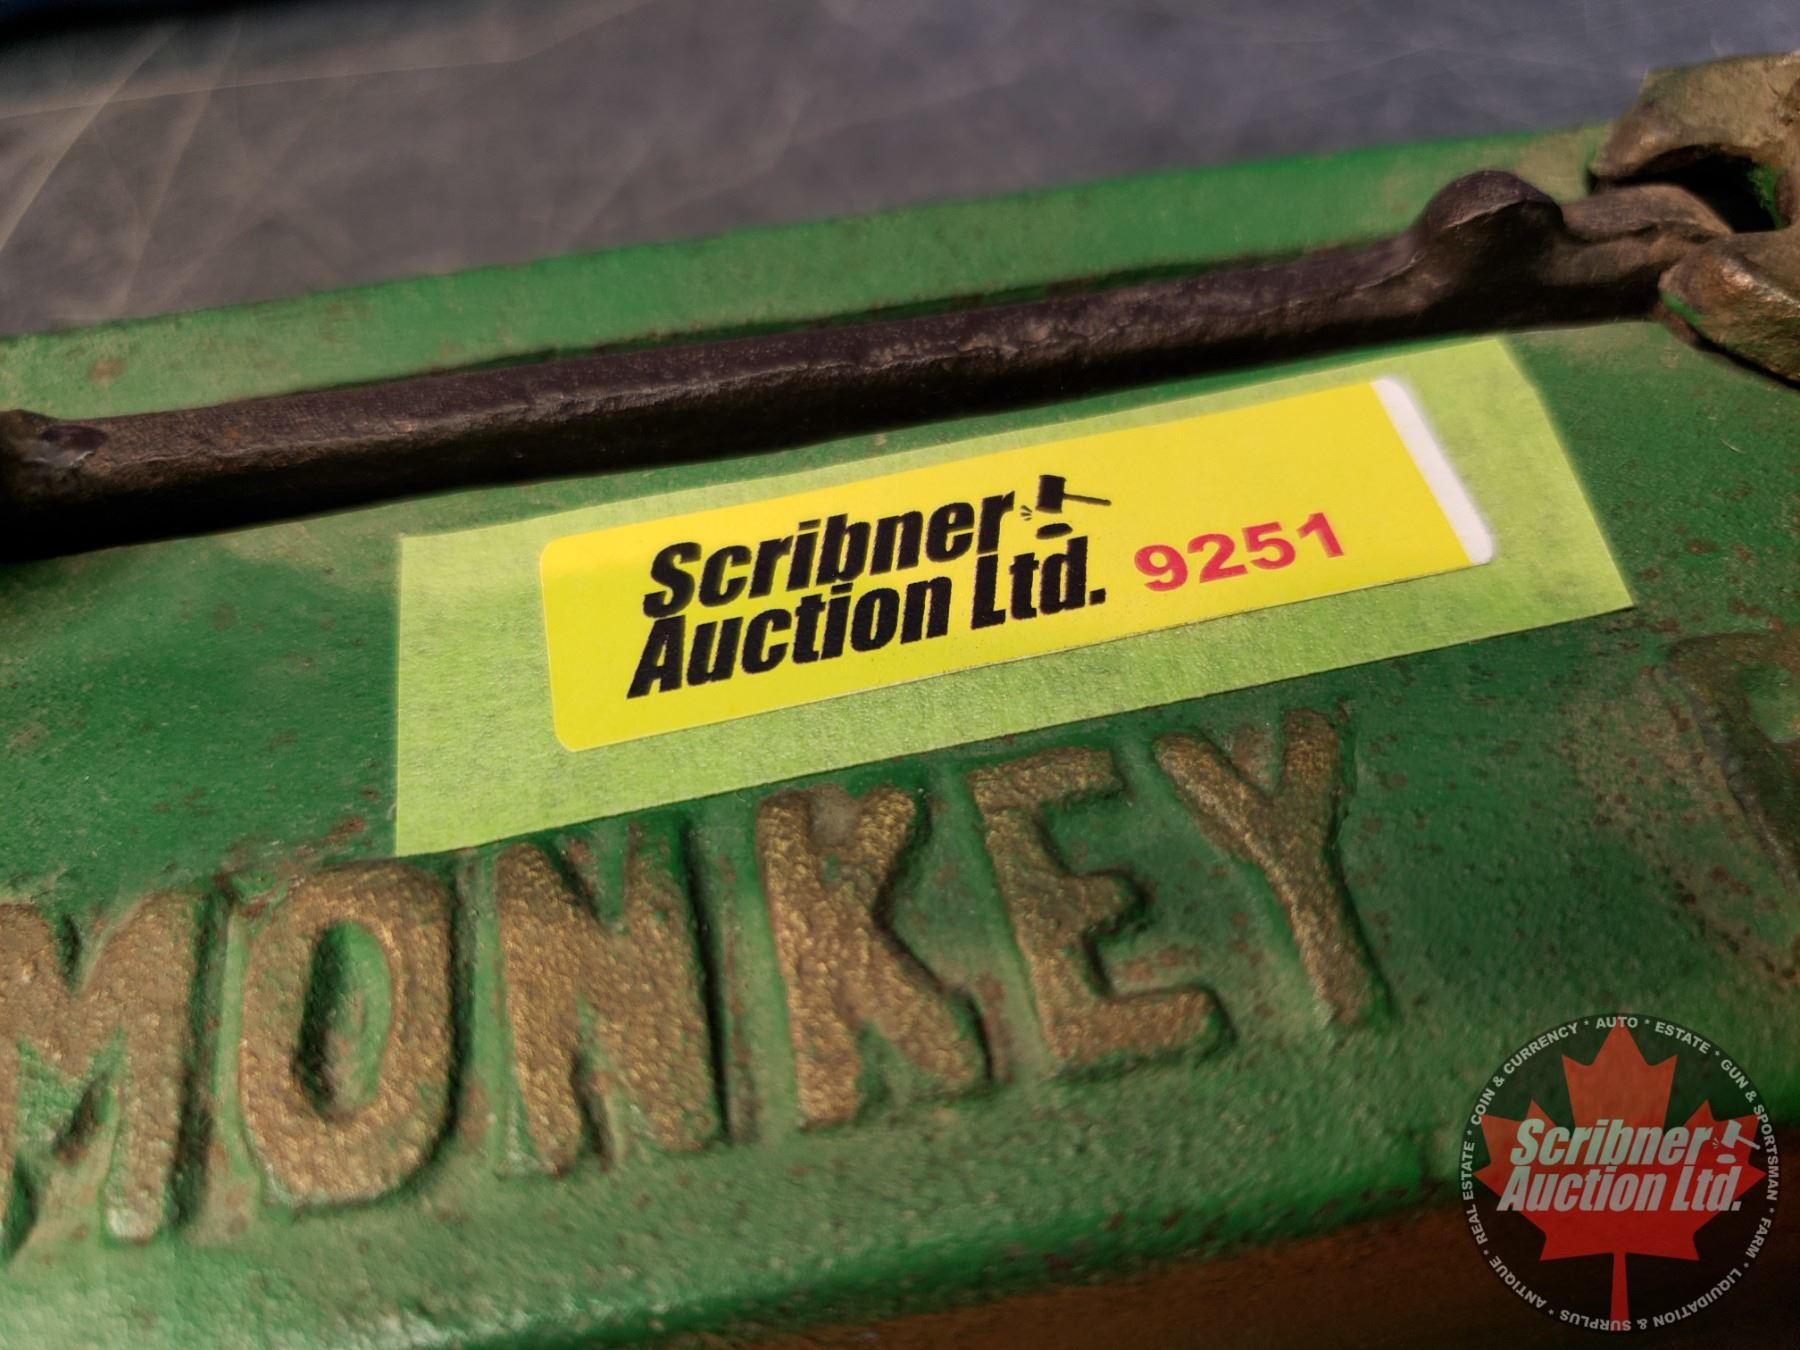 Scribner
Auction Ltd. 9251
MONKEY
COIN & CURRENCY * AUTO * ESTATE * GUN & SPORTSMAN * FARM * LIQUIDATION & SURPLUS * ANTIQUE * REAL ESTATE *
Scribner
Auction Ltd.